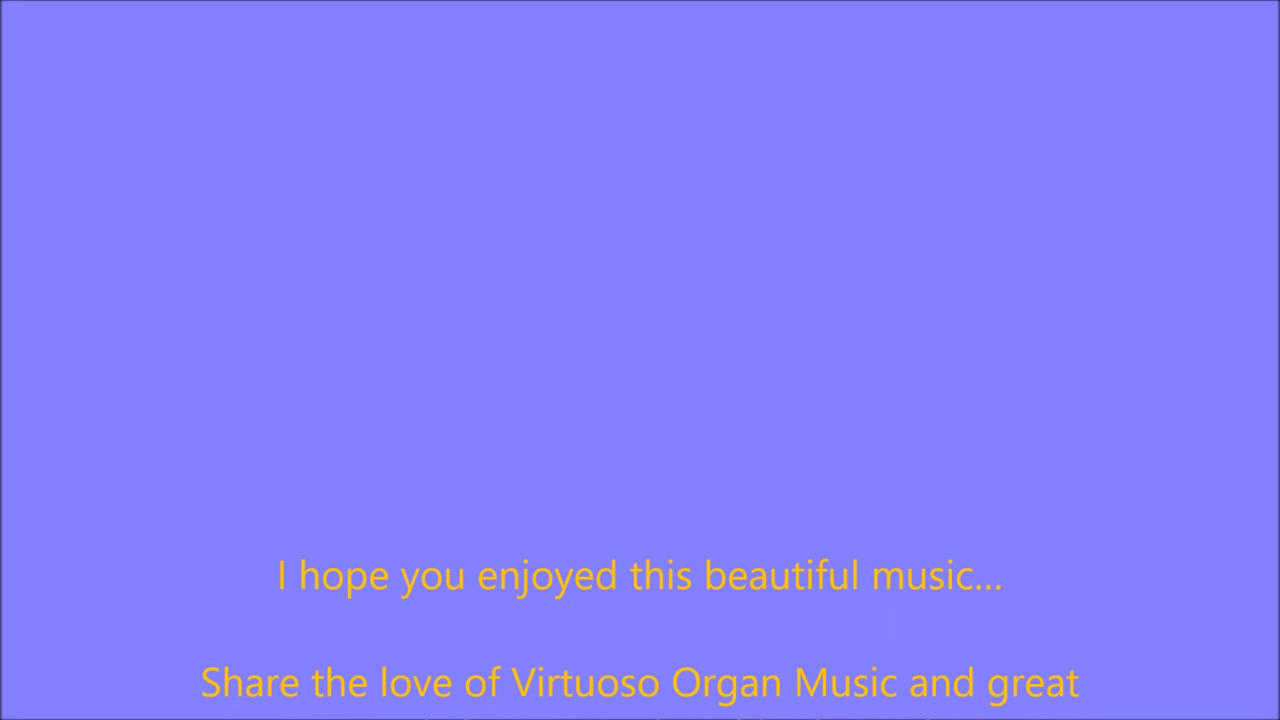 I hope you enjoyed this beautiful music...
Share the love of Virtuoso Organ Music and great